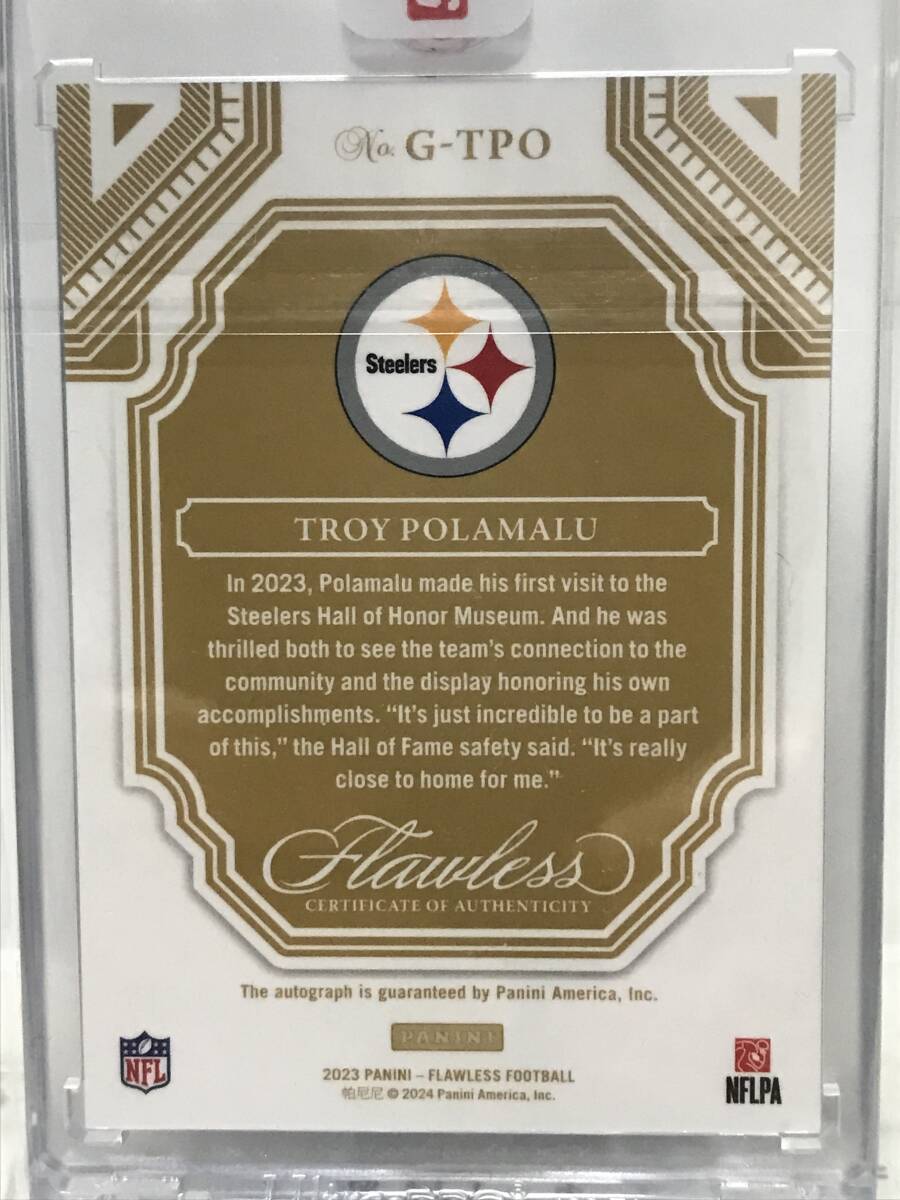 No. G-TPO
Steelers
TROY POLAMALU
In 2023, Polamalu made his first visit to the
Steelers Hall of Honor Museum. And he was
thrilled both to see the team's connection to the
community and the display honoring his own
accomplishments. “It's just incredible to be a part
of this,” the Hall of Fame safety said. “It's really
close to home for me.”
Flawless
CERTIFICATE OF AUTHENTICITY
The autograph is guaranteed by Panini America, Inc.
PANINI
NFL
2023 PANINI – FLAWLESS FOOTBALL
帕尼尼 © 2024 Panini America, Inc.
NFLPA